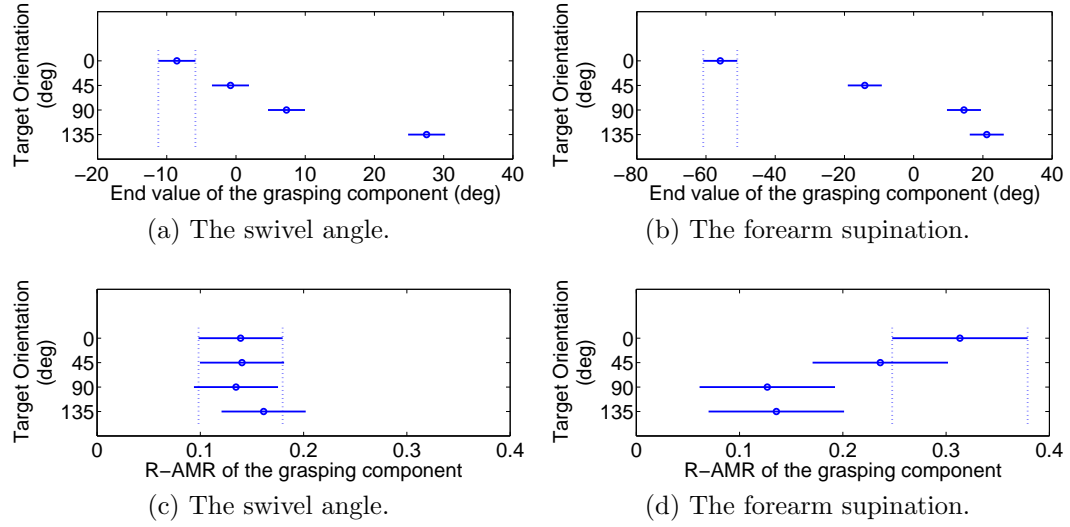 Target Orientation
(deg)
0
45
90
135
−20 −10 0 10 20 30 40
End value of the grasping component (deg)
(a) The swivel angle.
Target Orientation
(deg)
0
45
90
135
−80 −60 −40 −20 0 20 40
End value of the grasping component (deg)
(b) The forearm supination.
Target Orientation
(deg)
0
45
90
135
0 0.1 0.2 0.3 0.4
R−AMR of the grasping component
(c) The swivel angle.
Target Orientation
(deg)
0
45
90
135
0 0.1 0.2 0.3 0.4
R−AMR of the grasping component
(d) The forearm supination.